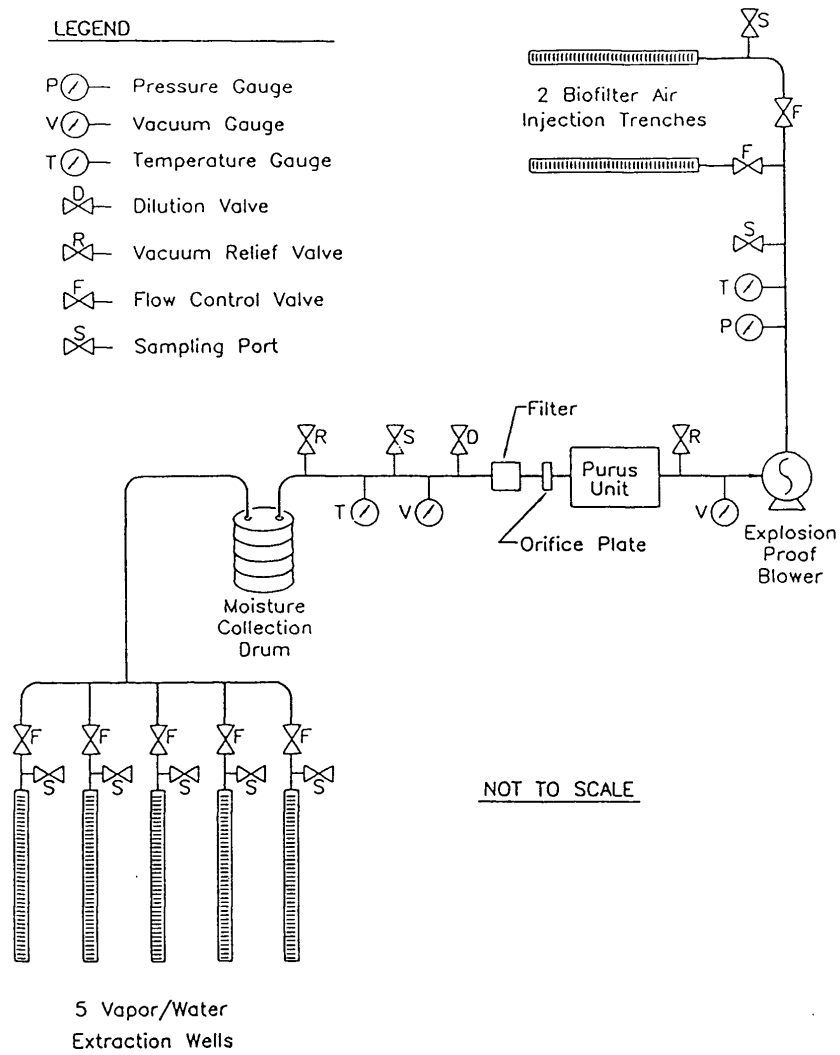 LEGEND
P Pressure Gauge
V Vacuum Gauge
T Temperature Gauge
D Dilution Valve
R Vacuum Relief Valve
F Flow Control Valve
S Sampling Port
S
2 Biofilter Air
Injection Trenches
F
F
S
T
P
Filter
R
S
D
Purus
Unit
R
T
V
Orifice Plate
V
Explosion
Proof
Blower
Moisture
Collection
Drum
F F F F F
S S S S S
NOT TO SCALE
5 Vapor/Water
Extraction Wells